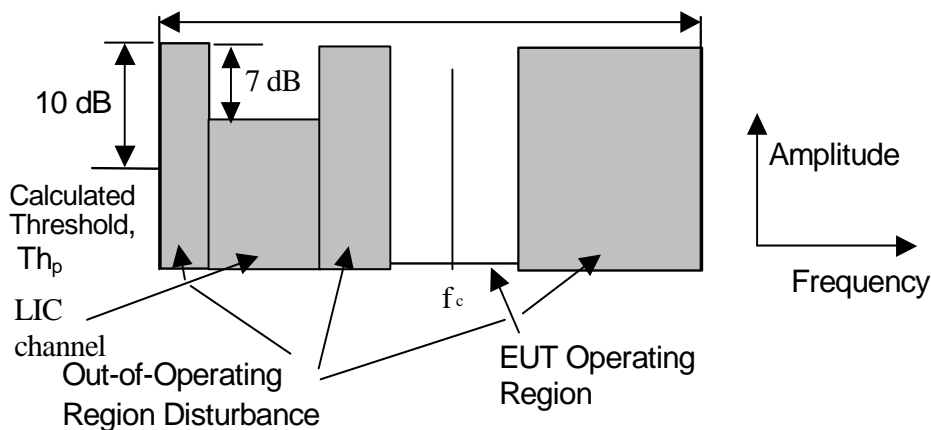 7 dB
10 dB
Amplitude
Calculated
Threshold,
Thp
Frequency
LIC
channel
fc
Out-of-Operating
Region Disturbance
EUT Operating
Region